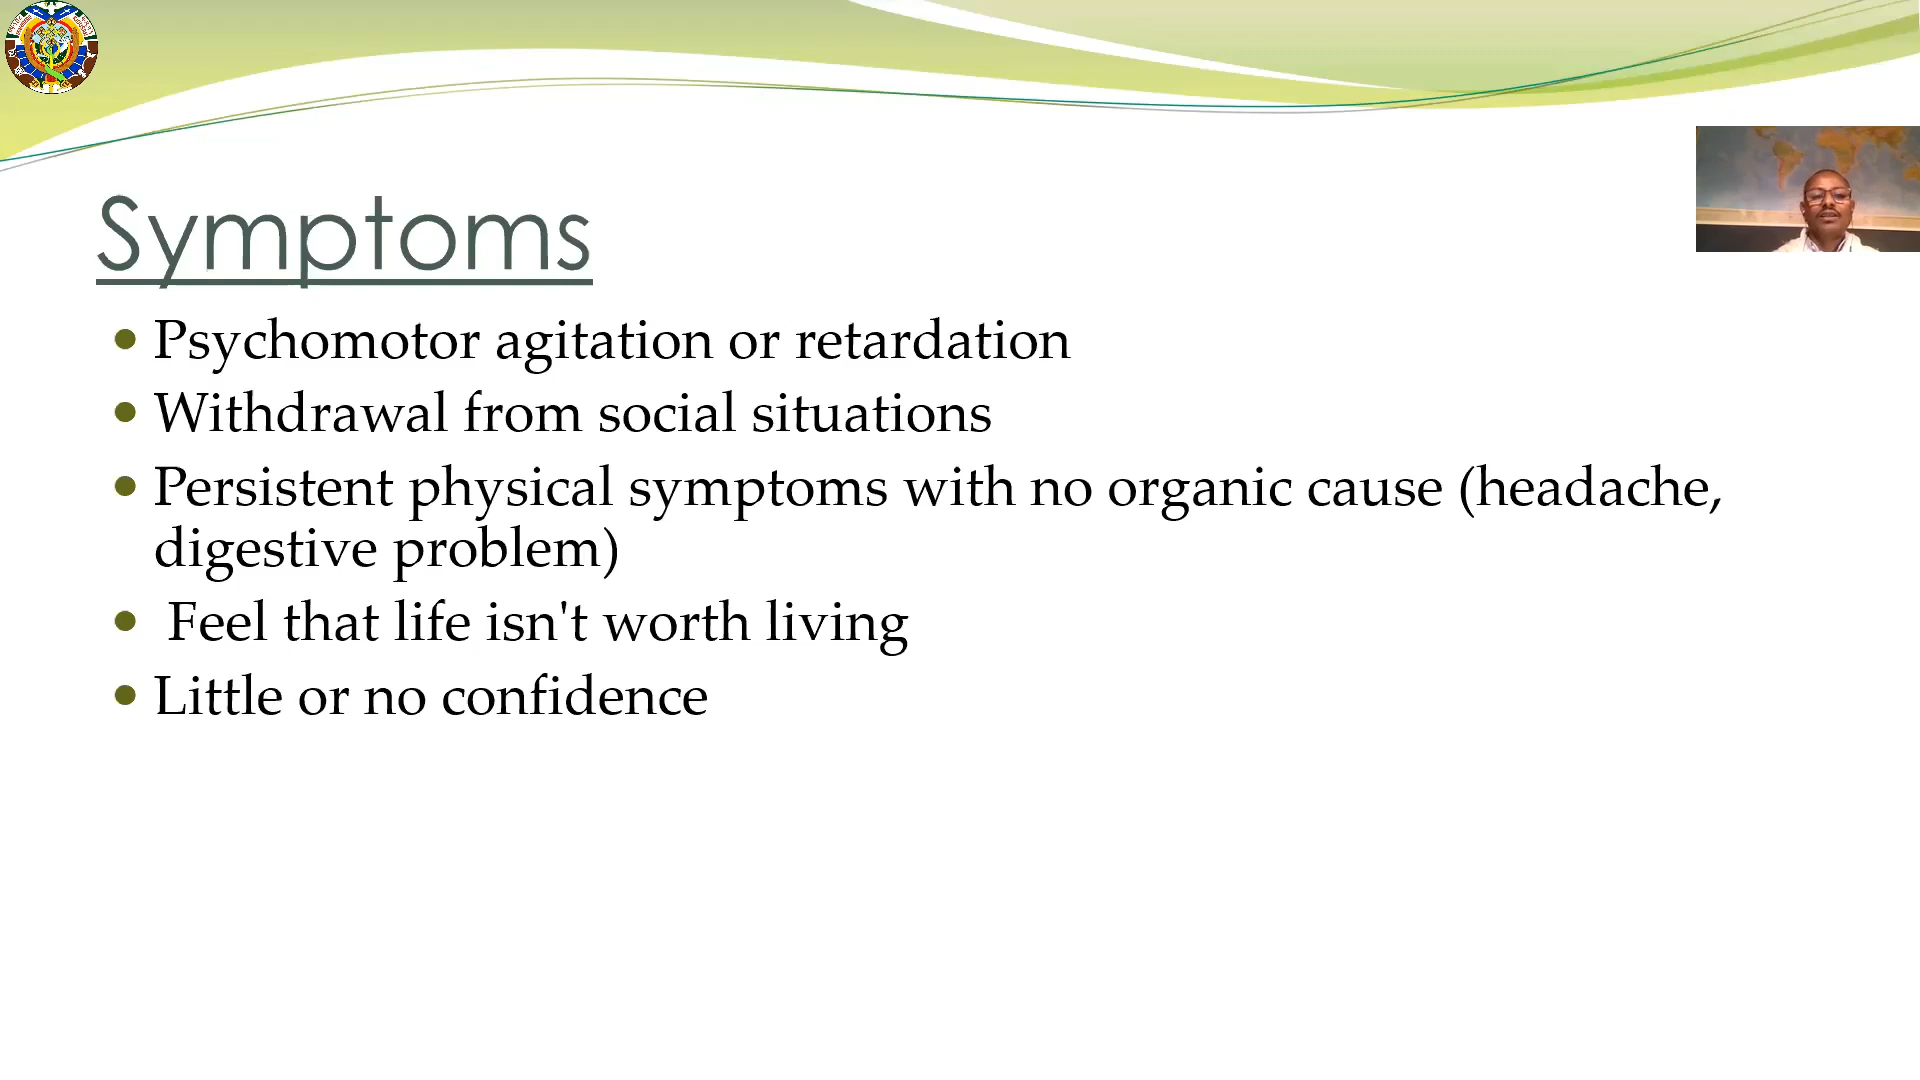 Symptoms
• Psychomotor agitation or retardation
• Withdrawal from social situations
• Persistent physical symptoms with no organic cause (headache,
digestive problem)
• Feel that life isn't worth living
• Little or no confidence